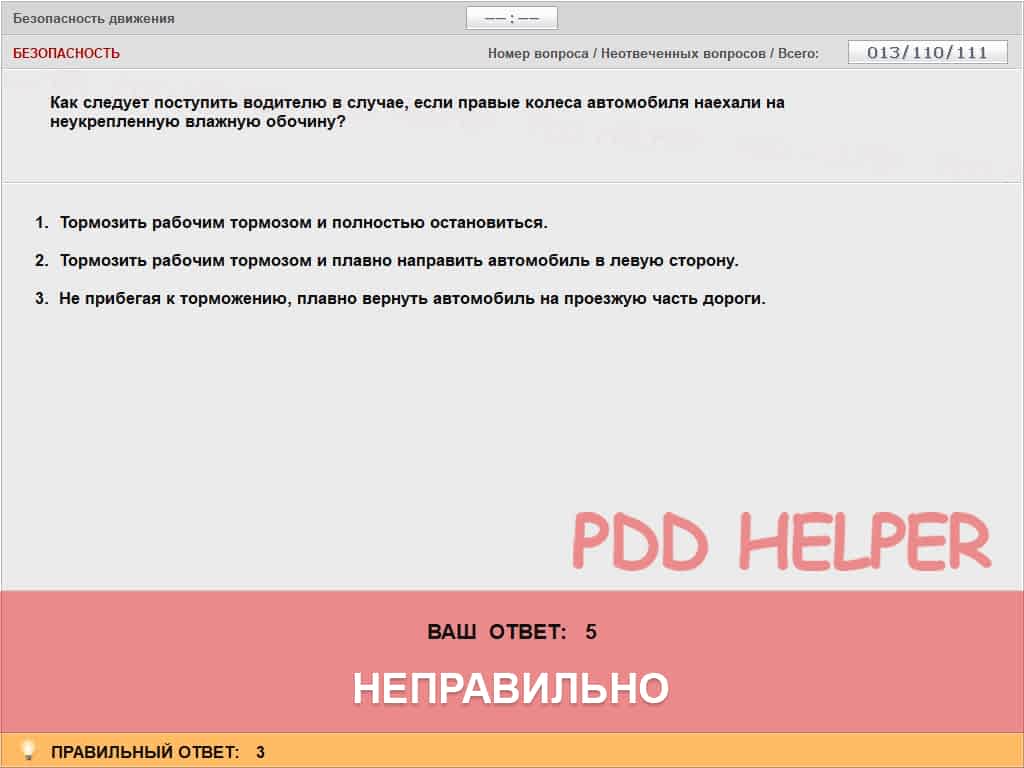 Безопасность движения
—— : ——
БЕЗОПАСНОСТЬ
Номер вопроса / Неотвеченных вопросов / Всего:
013/110/111
Как следует поступить водителю в случае, если правые колеса автомобиля наехали на
неукрепленную влажную обочину?
1. Тормозить рабочим тормозом и полностью остановиться.
2. Тормозить рабочим тормозом и плавно направить автомобиль в левую сторону.
3. Не прибегая к торможению, плавно вернуть автомобиль на проезжую часть дороги.
PDD HELPER
ВАШ ОТВЕТ: 5
НЕПРАВИЛЬНО
ПРАВИЛЬНЫЙ ОТВЕТ: 3